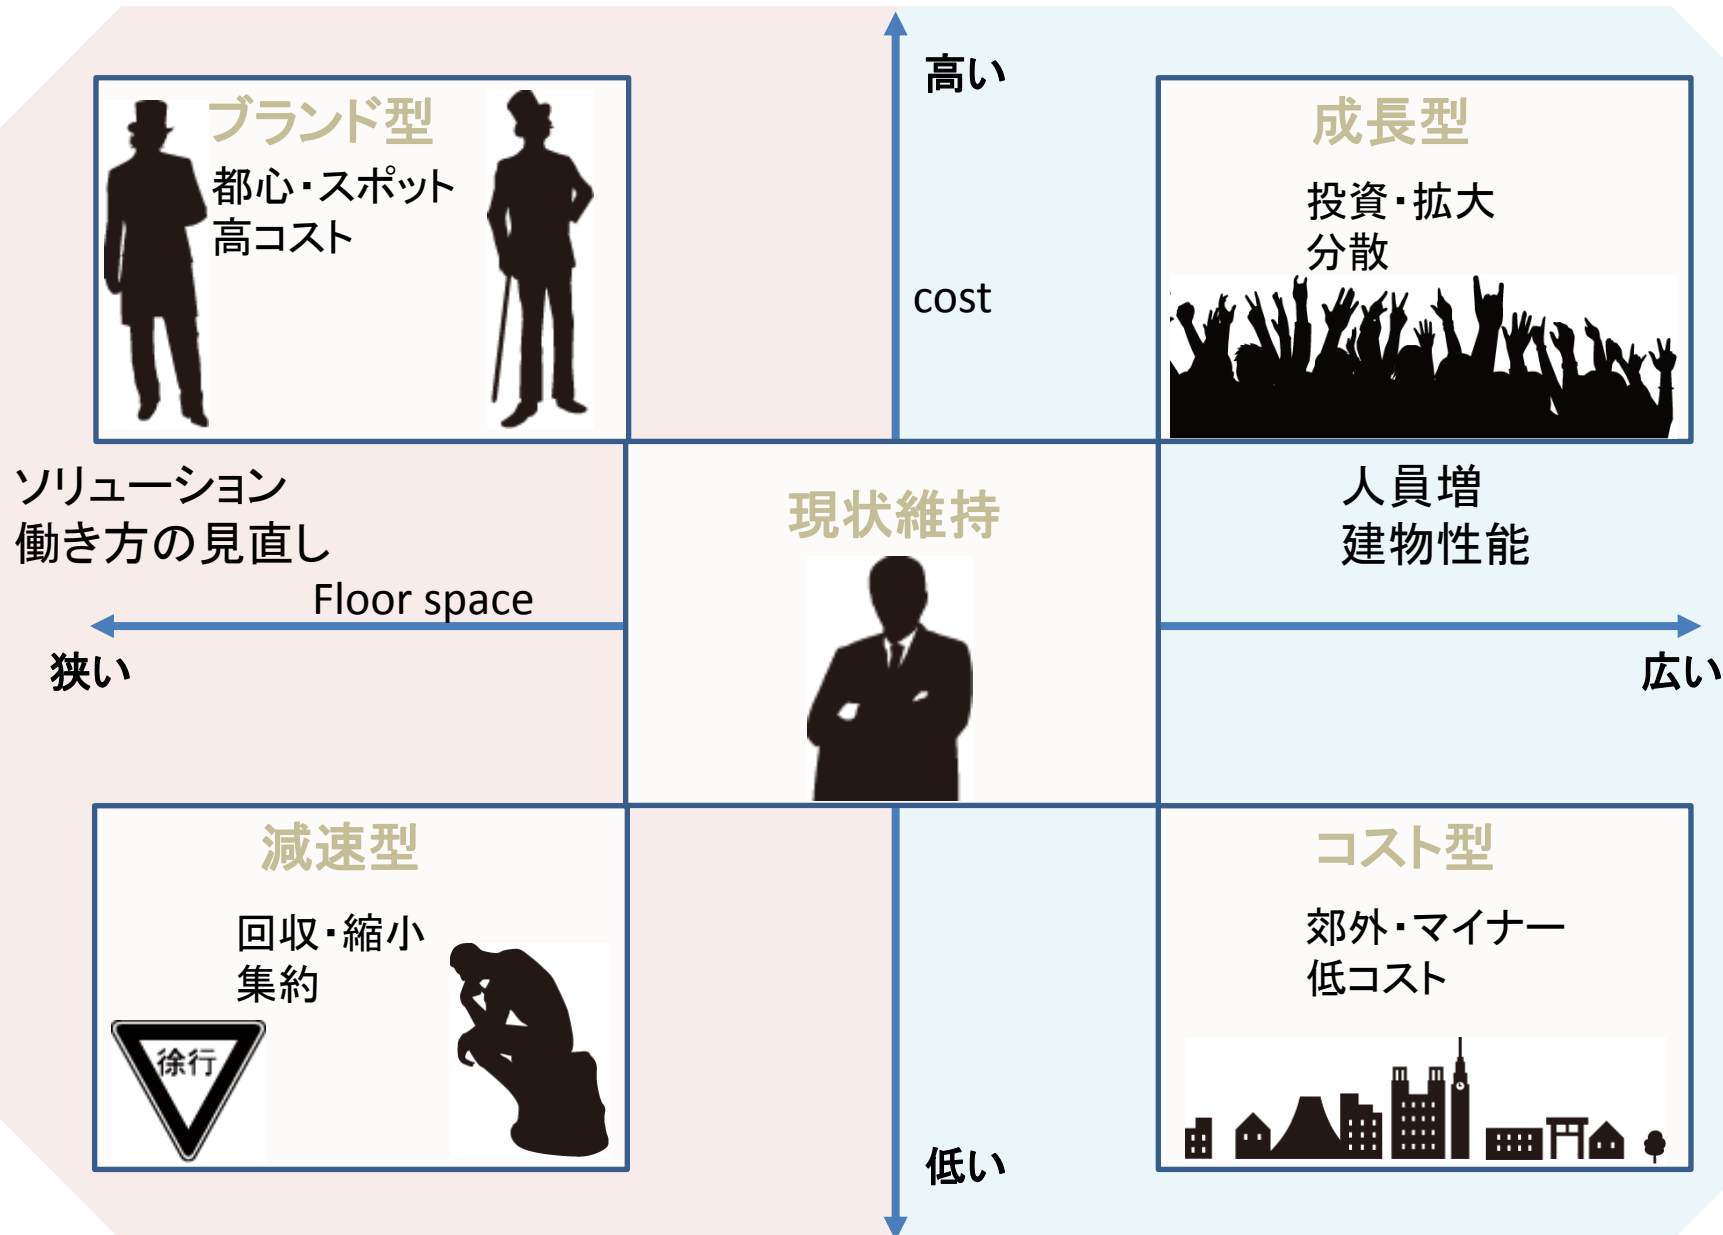 高い
ブランド型
都心・スポット
高コスト
成長型
投資・拡大
分散
cost
ソリューション
働き方の見直し
Floor space
狭い
現状維持
人員増
建物性能
広い
減速型
回収・縮小
集約
徐行
コスト型
郊外・マイナー
低コスト
低い